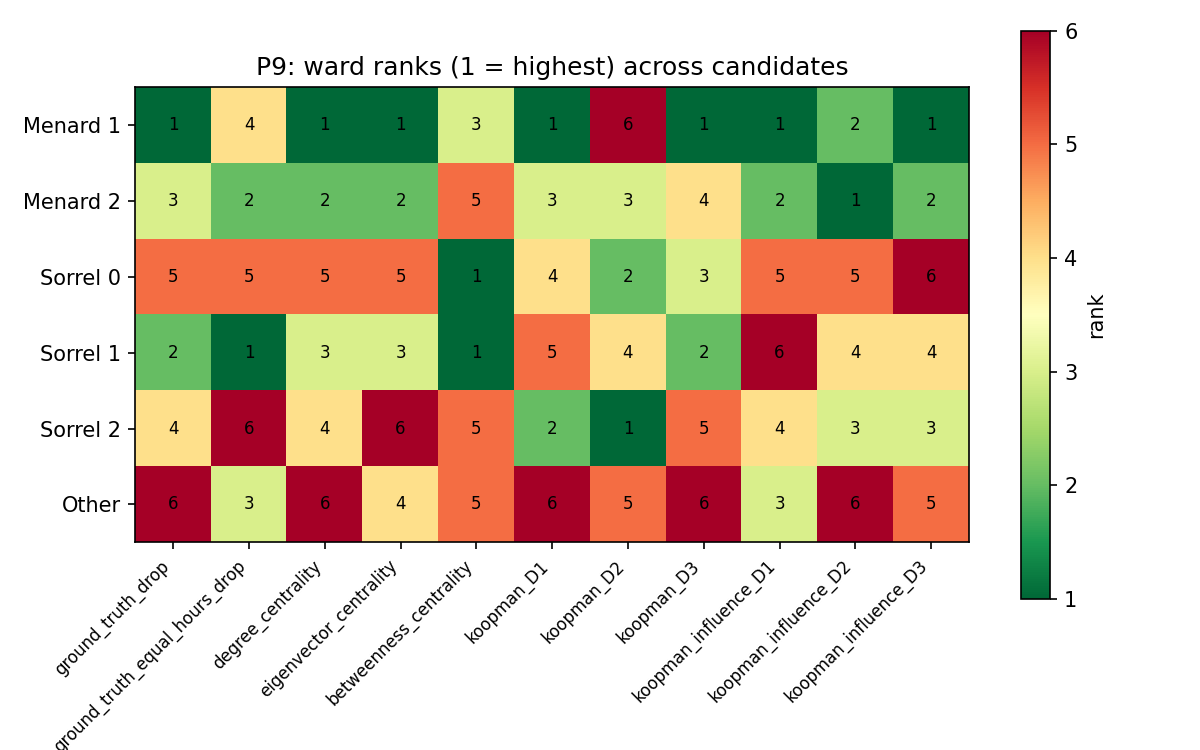 P9: ward ranks (1 = highest) across candidates
Menard 1 1 4 1 1 3 1 6 1 1 2 1
Menard 2 3 2 2 2 5 3 3 4 2 1 2
Sorrel 0 5 5 5 5 1 4 2 3 5 5 6
Sorrel 1 2 1 3 3 1 5 4 2 6 4 4
Sorrel 2 4 6 4 6 5 2 1 5 4 3 3
Other 6 3 6 4 5 6 5 6 3 6 5
ground_truth_drop
ground_truth_equal_hours_drop
degree_centrality
eigenvector_centrality
betweenness_centrality
koopman_D1
koopman_D2
koopman_D3
koopman_influence_D1
koopman_influence_D2
koopman_influence_D3
6
5
4
3
2
1
rank